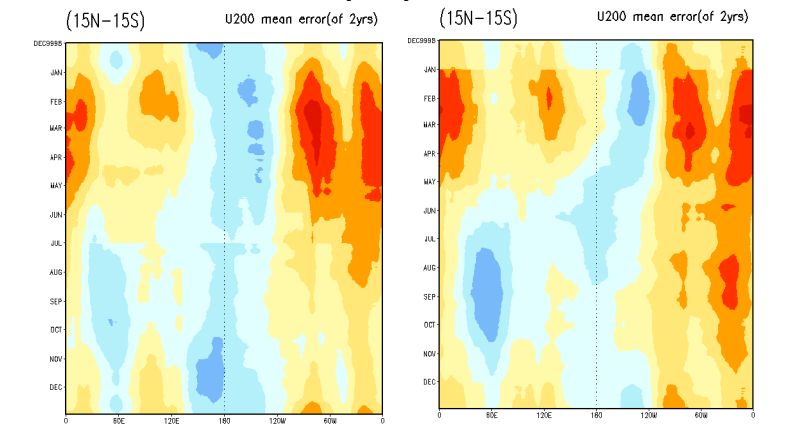 (15N-15S) U200 mean error(of 2yrs)
DEC9998
JAN
FEB
MAR
APR
MAY
JUN
JUL
AUG
SEP
OCT
NOV
DEC
0 60E 120E 180 120W 60W 0
(15N-15S) U200 mean error(of 2yrs)
DEC9998
JAN
FEB
MAR
APR
MAY
JUN
JUL
AUG
SEP
OCT
NOV
DEC
0 60E 120E 180 120W 60W 0